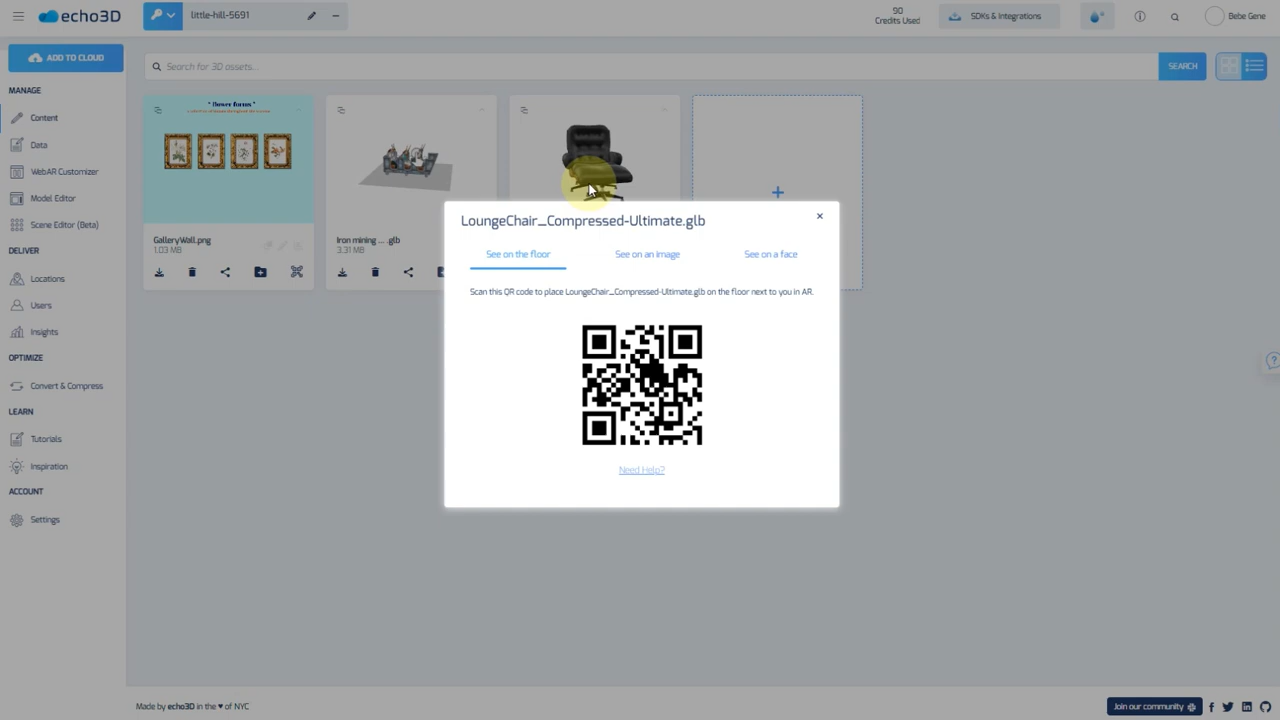 echo3D
little-hill-5691
90
Credits Used
SDKs & Integrations
Bebe Gene
ADD TO CLOUD
Search for 3D assets...
SEARCH
MANAGE
Content
Data
WebAR Customizer
Model Editor
Scene Editor (Beta)
DELIVER
Locations
Users
Insights
OPTIMIZE
Convert & Compress
LEARN
Tutorials
Inspiration
ACCOUNT
Settings
" flower forms "
GalleryWall.png
1.03 MB
Iron mining ... .glb
3.31 MB
LoungeChair_Compressed-Ultimate.glb
See on the floor
See on an image
See on a face
Scan this QR code to place LoungeChair_Compressed-Ultimate.glb on the floor next to you in AR.
Need Help?
Made by echo3D in the ♥ of NYC
Join our community